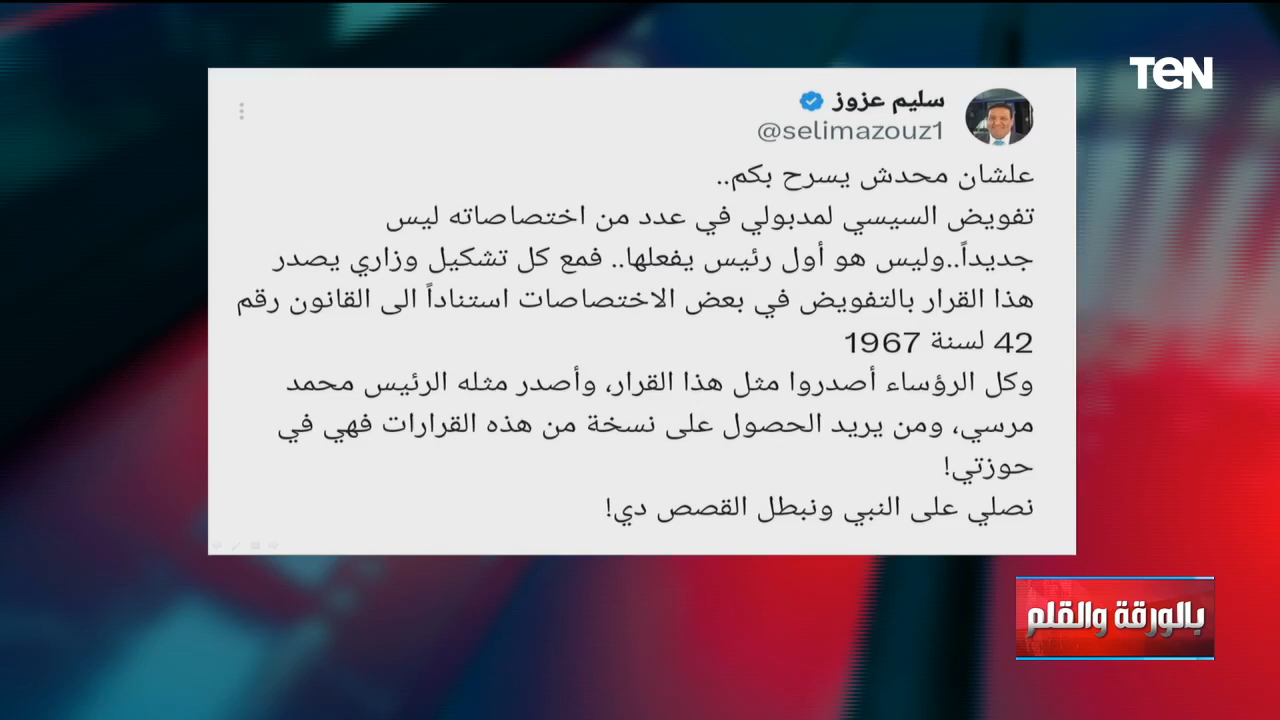 TEN
سليم عزوز
@selimazouz1
علشان محدش يسرح بكم..
تفويض السيسي لمدبولي في عدد من اختصاصاته ليس
جديداً..وليس هو أول رئيس يفعلها.. فمع كل تشكيل وزاري يصدر
هذا القرار بالتفويض في بعض الاختصاصات استناداً الى القانون رقم
42 لسنة 1967
وكل الرؤساء أصدروا مثل هذا القرار، وأصدر مثله الرئيس محمد
مرسي، ومن يريد الحصول على نسخة من هذه القرارات فهي في
حوزتي!
نصلي على النبي ونبطل القصص دي!
بالورقة والقلم